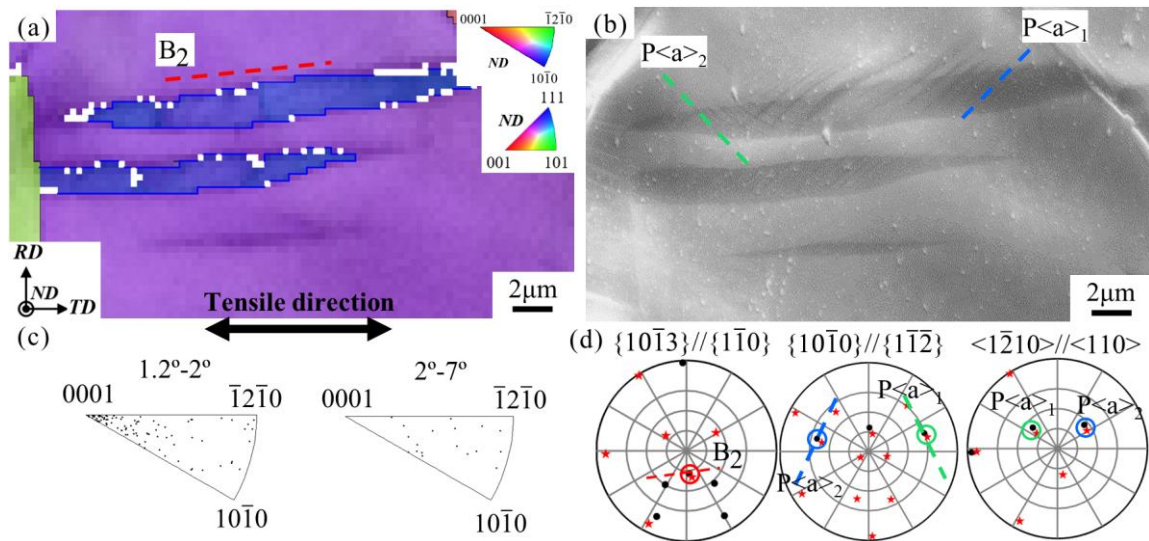 (a)
B₂
0001
1̅21̅0
ND
101̅0
111
ND
001
101
RD
ND
TD
2μm
Tensile direction
(b)
P<a>₂
P<a>₁
2μm
(c)
1.2º-2º
0001
1̅21̅0
101̅0
2º-7º
0001
1̅21̅0
101̅0
(d)
{101̅3}//{11̅0}
B₂
{101̅0}//{11̅2̅}
P<a>₁
P<a>₂
<12̅10>//<110>
P<a>₁
P<a>₂